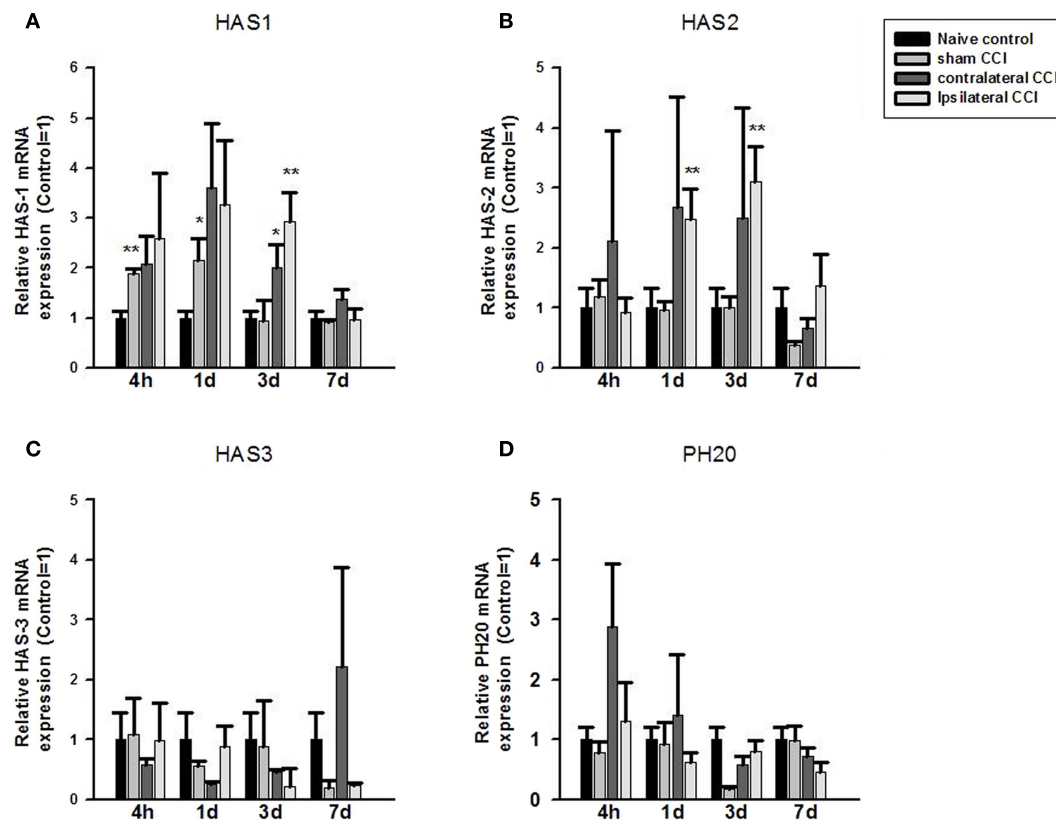 A
HAS1
Relative HAS-1 mRNA
expression (Control=1)
6
5
4
3
2
1
0
**
*
*
**
4h
1d
3d
7d
B
HAS2
Relative HAS-2 mRNA
expression (Control=1)
5
4
3
2
1
0
**
**
4h
1d
3d
7d
Naive control
sham CCI
contralateral CCI
Ipsilateral CCI
C
HAS3
Relative HAS-3 mRNA
expression (Control=1)
5
4
3
2
1
0
4h
1d
3d
7d
D
PH20
Relative PH20 mRNA
expression (Control=1)
5
4
3
2
1
0
4h
1d
3d
7d